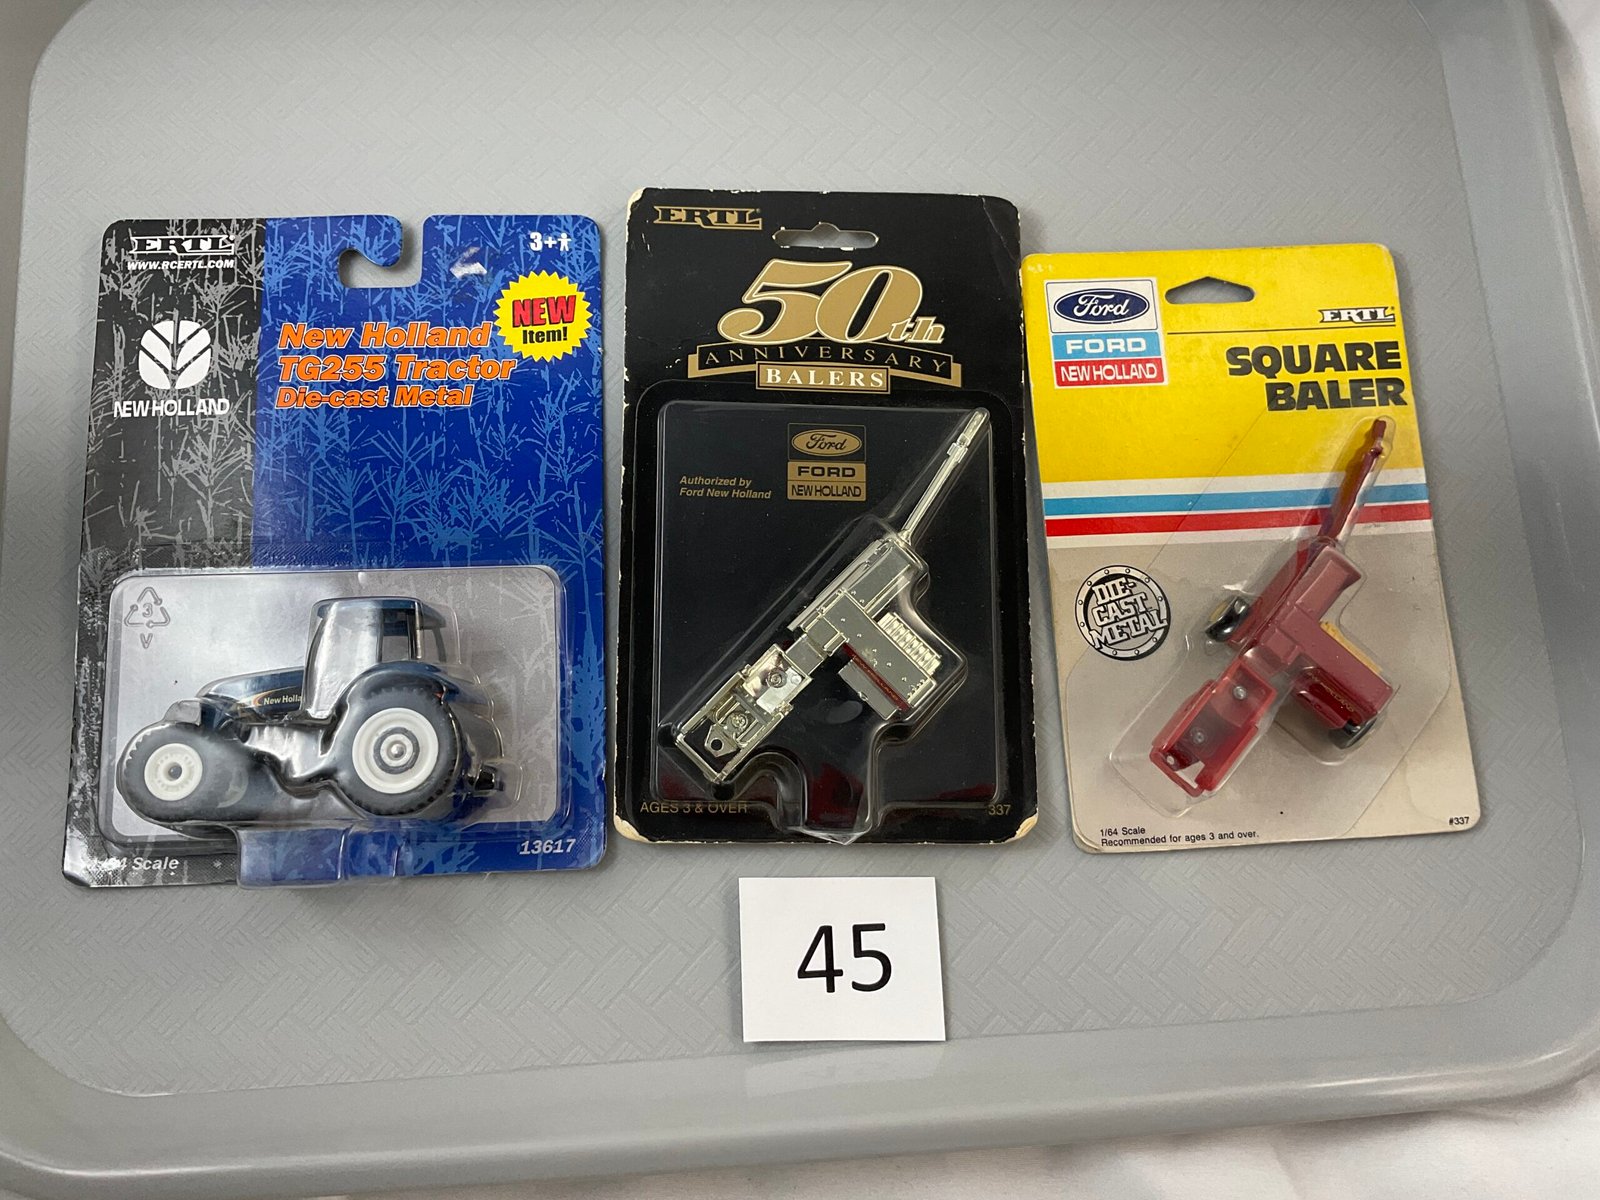 ERTL
WWW.RCERTL.COM
3+
NEW
Item!
New Holland
TG255 Tractor
Die-cast Metal
NEW HOLLAND
3
V
New Holla
Scale
13617
ERTL
50th
ANNIVERSARY
BALERS
Ford
FORD
NEW HOLLAND
Authorized by
Ford New Holland
AGES 3 & OVER
337
Ford
FORD
NEW HOLLAND
ERTL
SQUARE
BALER
DIE
CAST
METAL
1/64 Scale
Recommended for ages 3 and over.
#337
45